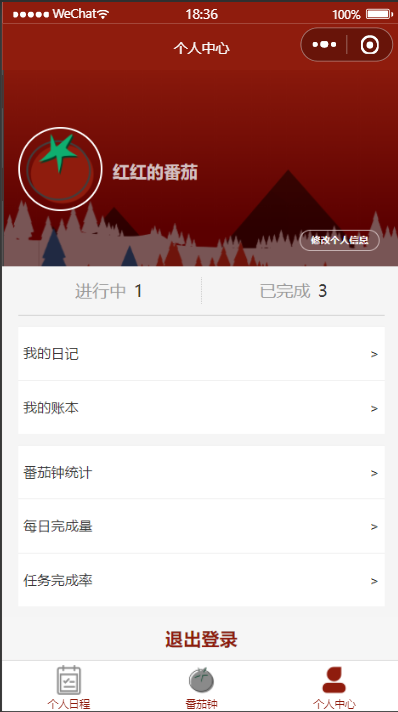 WeChat 18:36 100%
个人中心
红红的番茄
修改个人信息
进行中 1 已完成 3
我的日记 >
我的账本 >
番茄钟统计 >
每日完成量 >
任务完成率 >
退出登录
个人日程 番茄钟 个人中心